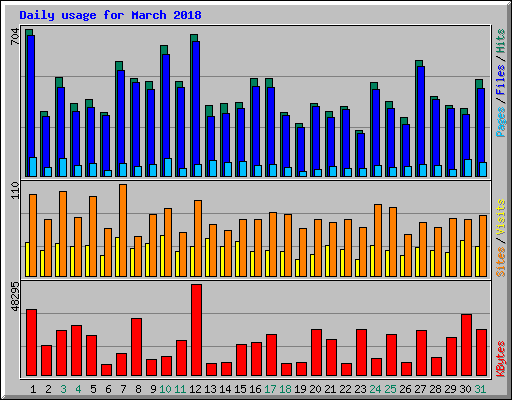 Daily usage for March 2018
704
Pages / Files / Hits
110
Sites / Visits
48295
KBytes
1 2 3 4 5 6 7 8 9 10 11 12 13 14 15 16 17 18 19 20 21 22 23 24 25 26 27 28 29 30 31